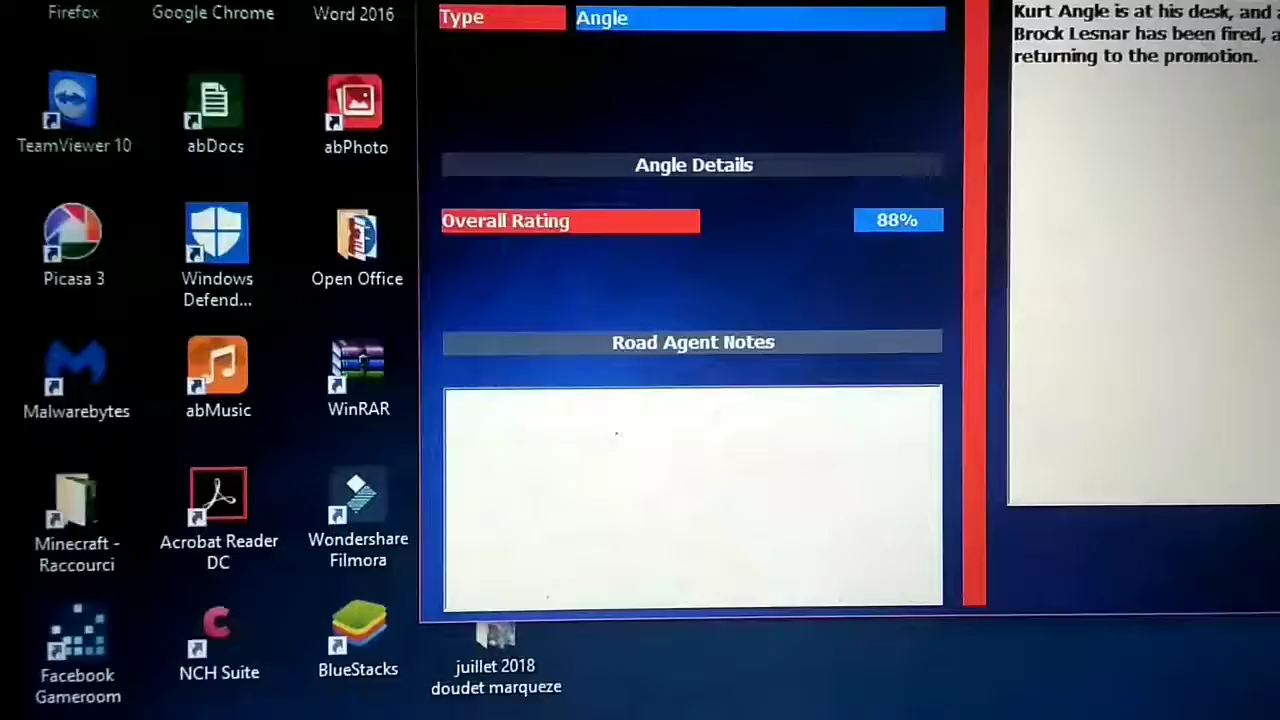 Firefox
Google Chrome
Word 2016
TeamViewer 10
abDocs
abPhoto
Picasa 3
Windows
Defend...
Open Office
Malwarebytes
abMusic
WinRAR
Minecraft -
Raccourci
Acrobat Reader
DC
Wondershare
Filmora
Facebook
Gameroom
NCH Suite
BlueStacks
juillet 2018
doudet marqueze
Type
Angle
Angle Details
Overall Rating
88%
Road Agent Notes
Kurt Angle is at his desk, and
Brock Lesnar has been fired,
returning to the promotion.